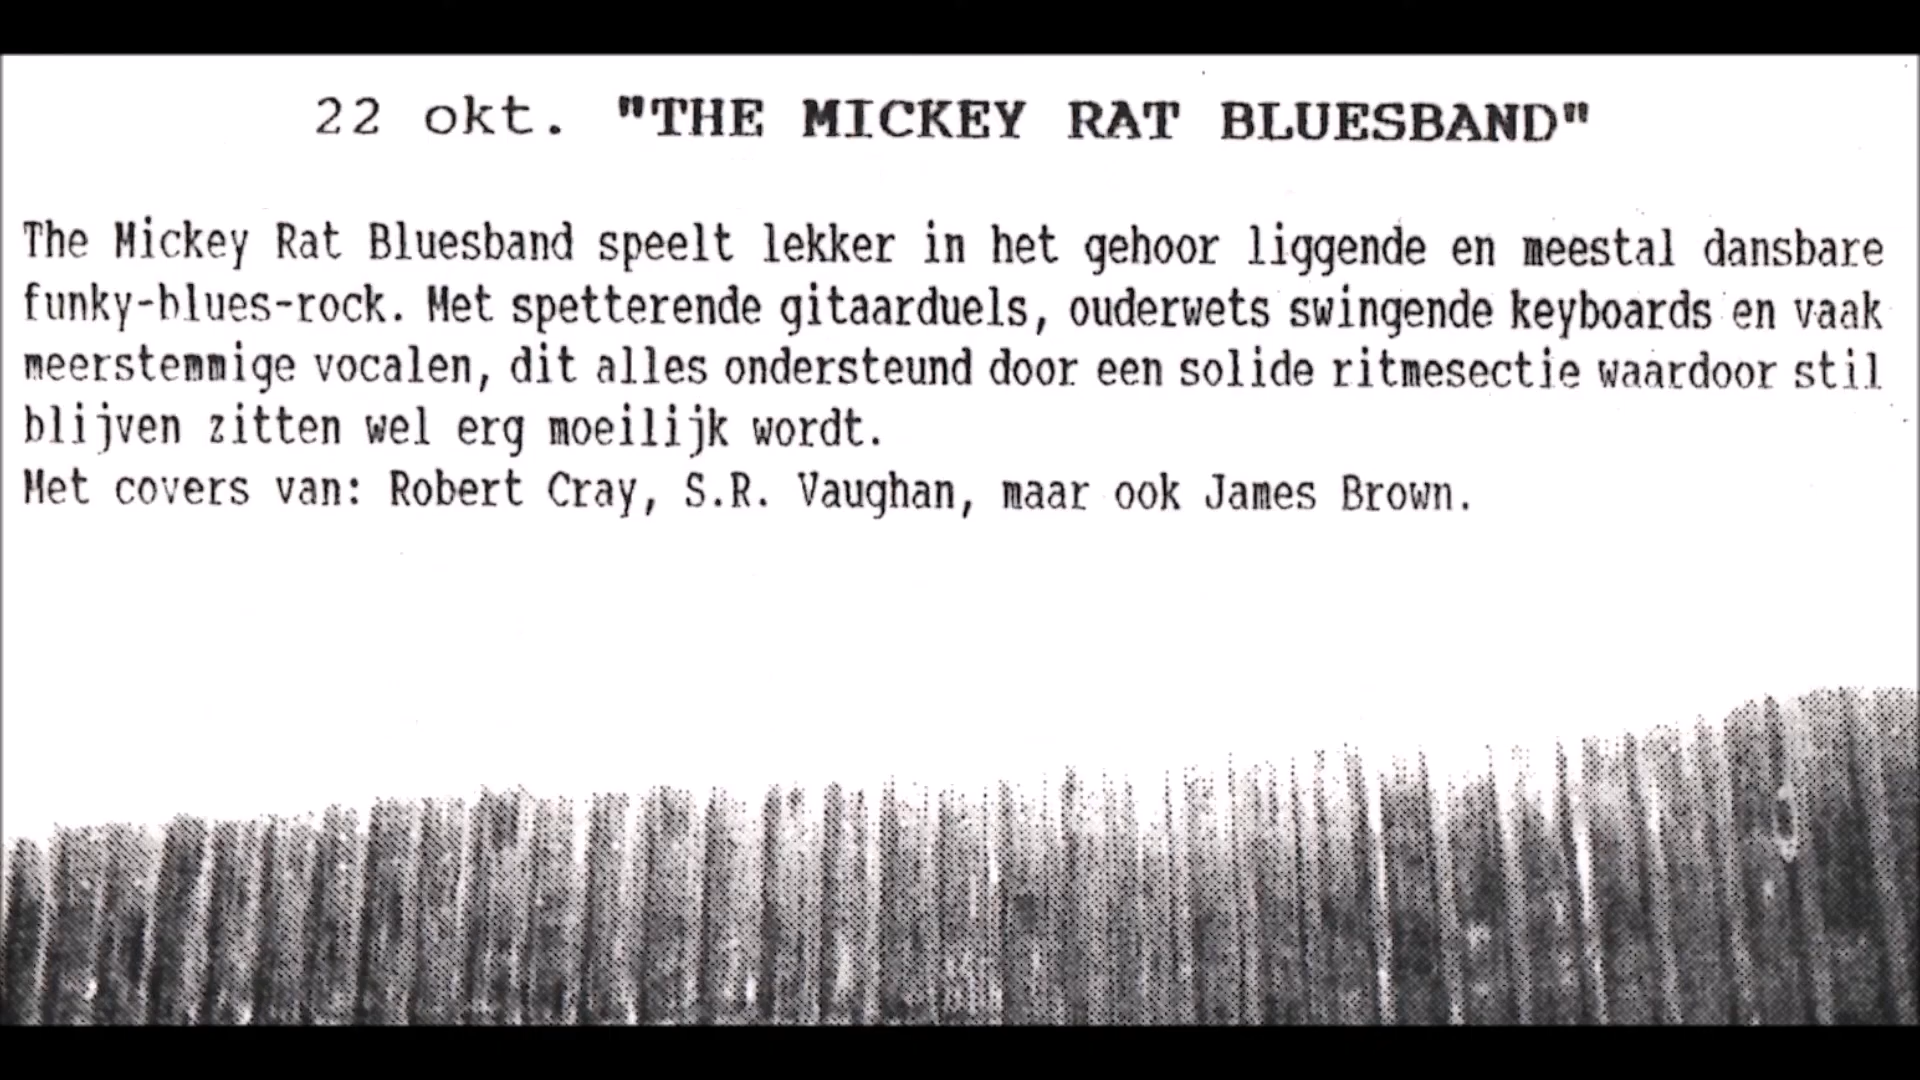 22 okt. "THE MICKEY RAT BLUESBAND"
The Mickey Rat Bluesband speelt lekker in het gehoor liggende en meestal dansbare
funky-blues-rock. Met spetterende gitaarduels, ouderwets swingende keyboards en vaak
meerstemmige vocalen, dit alles ondersteund door een solide ritmesectie waardoor stil
blijven zitten wel erg moeilijk wordt.
Met covers van: Robert Cray, S.R. Vaughan, maar ook James Brown.